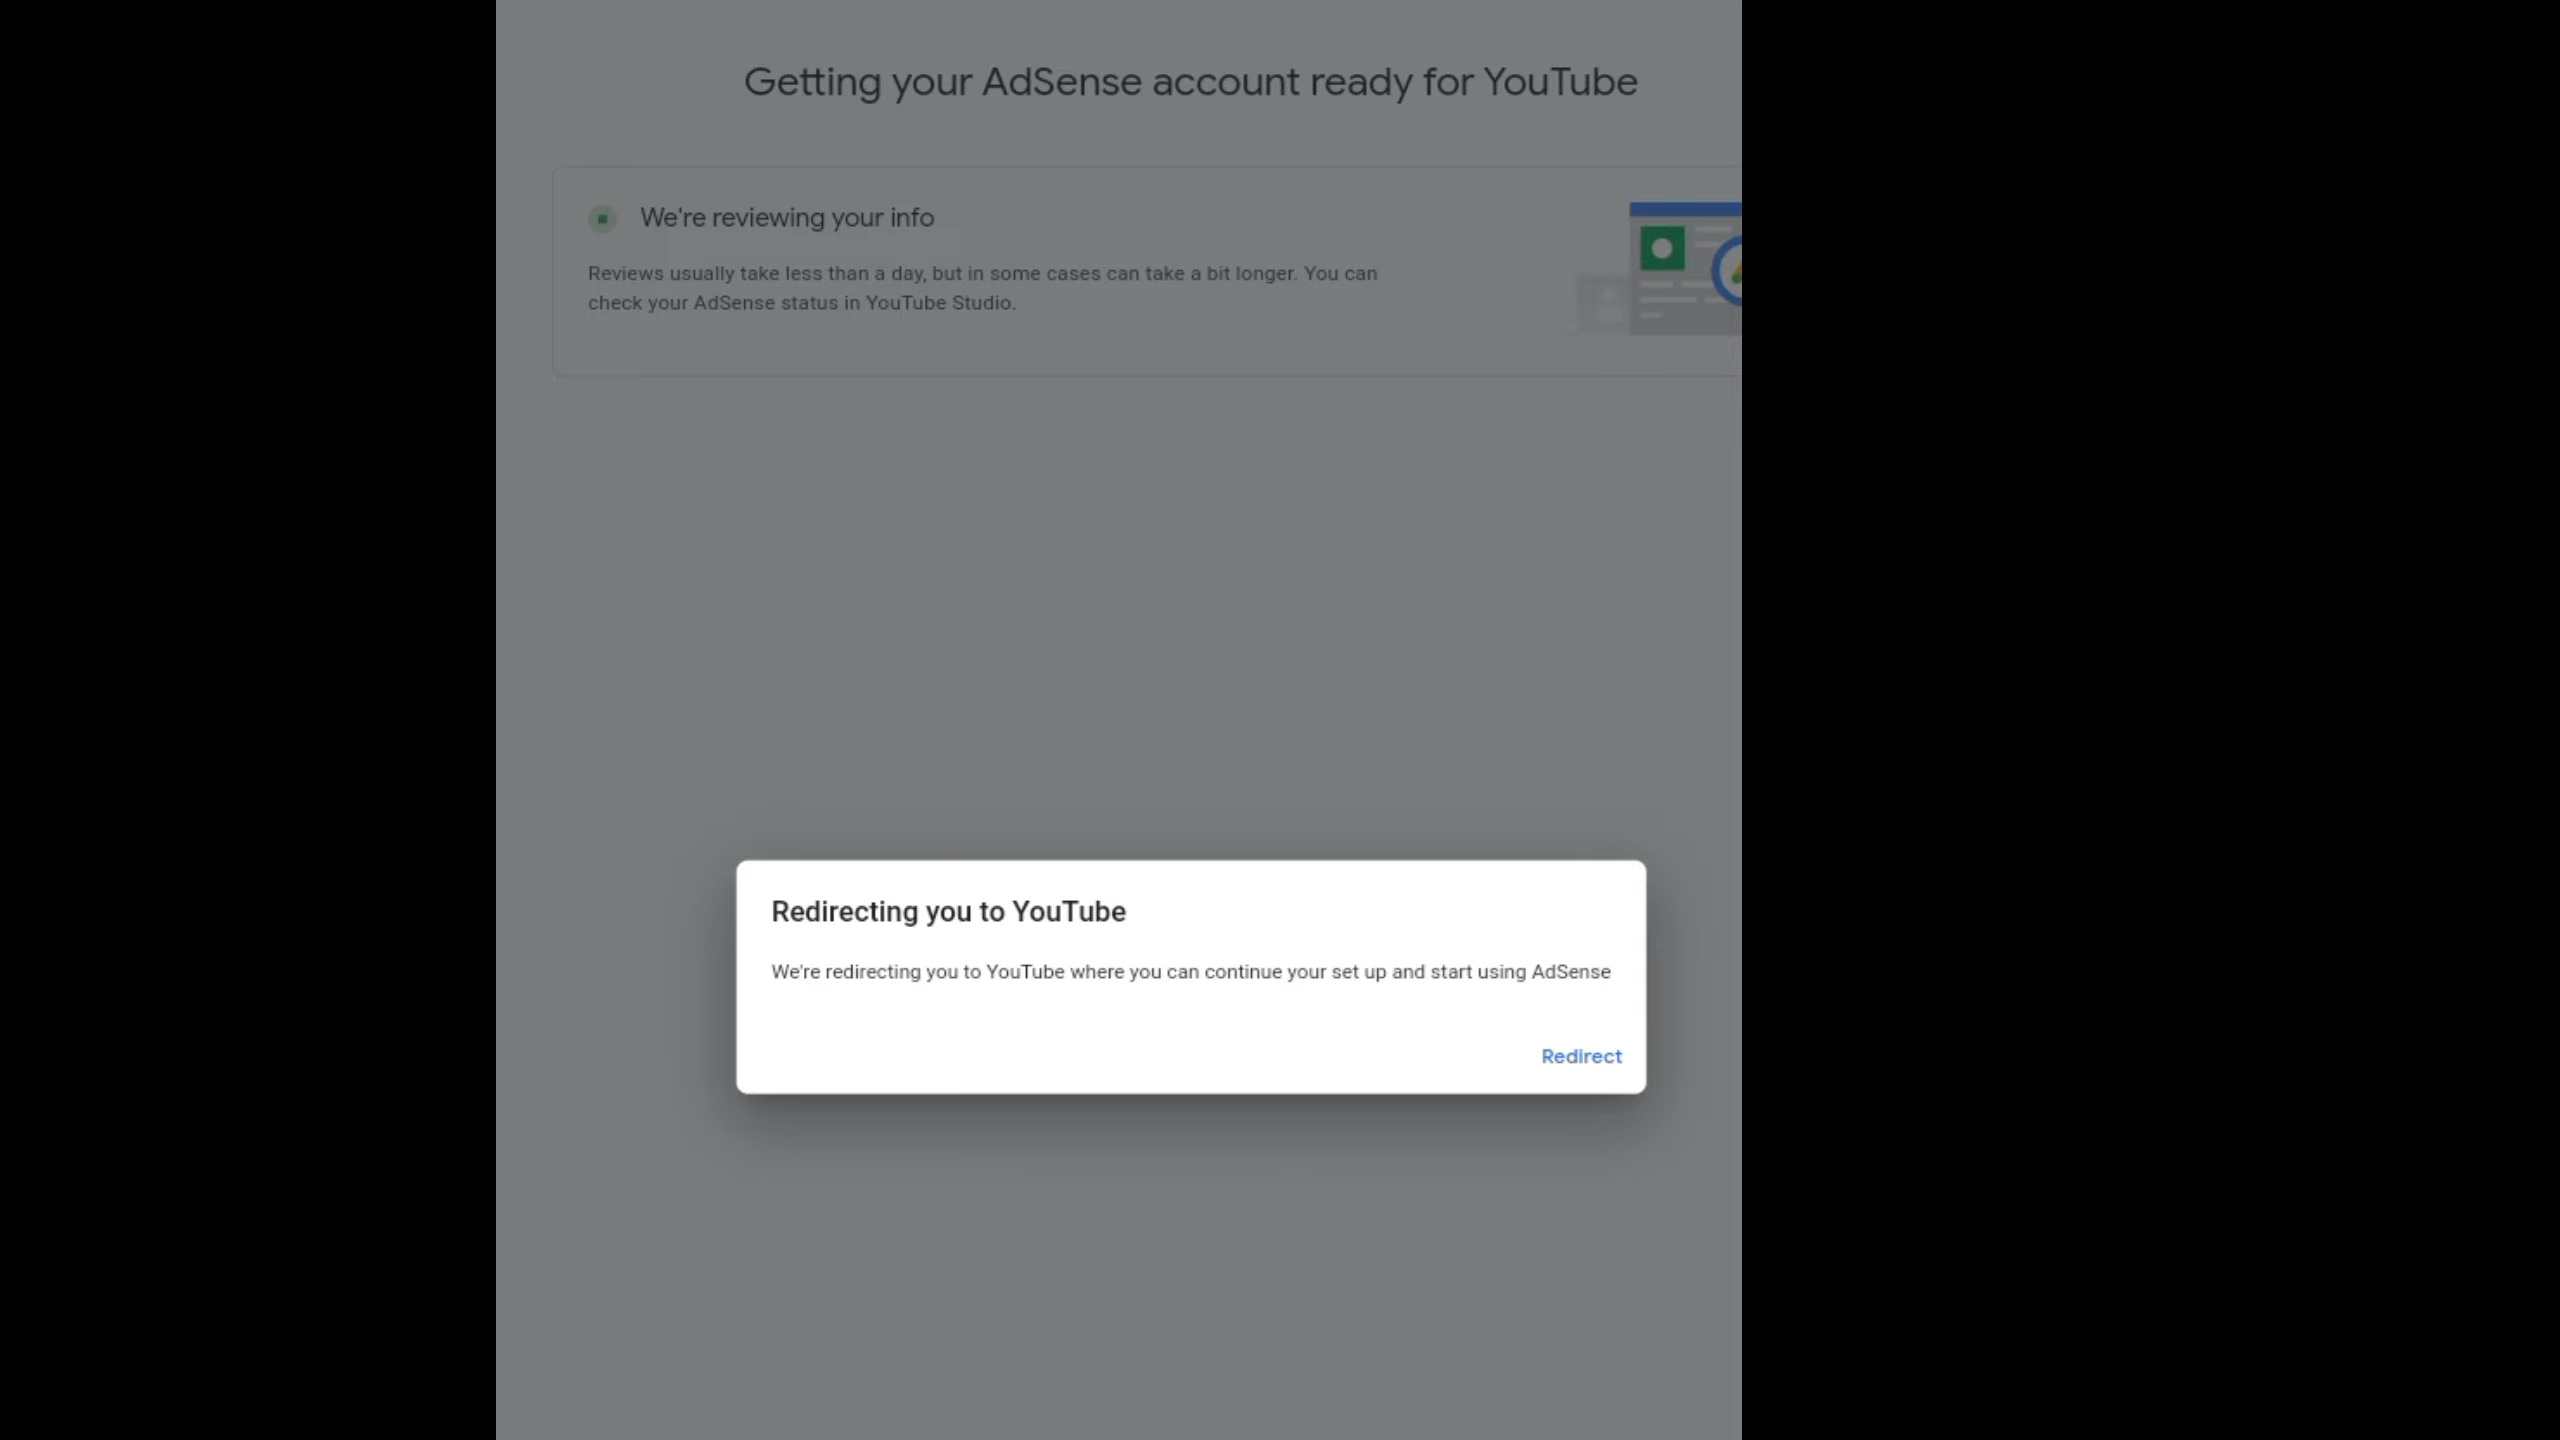 Getting your AdSense account ready for YouTube
We're reviewing your info
Reviews usually take less than a day, but in some cases can take a bit longer. You can
check your AdSense status in YouTube Studio.
Redirecting you to YouTube
We're redirecting you to YouTube where you can continue your set up and start using AdSense
Redirect